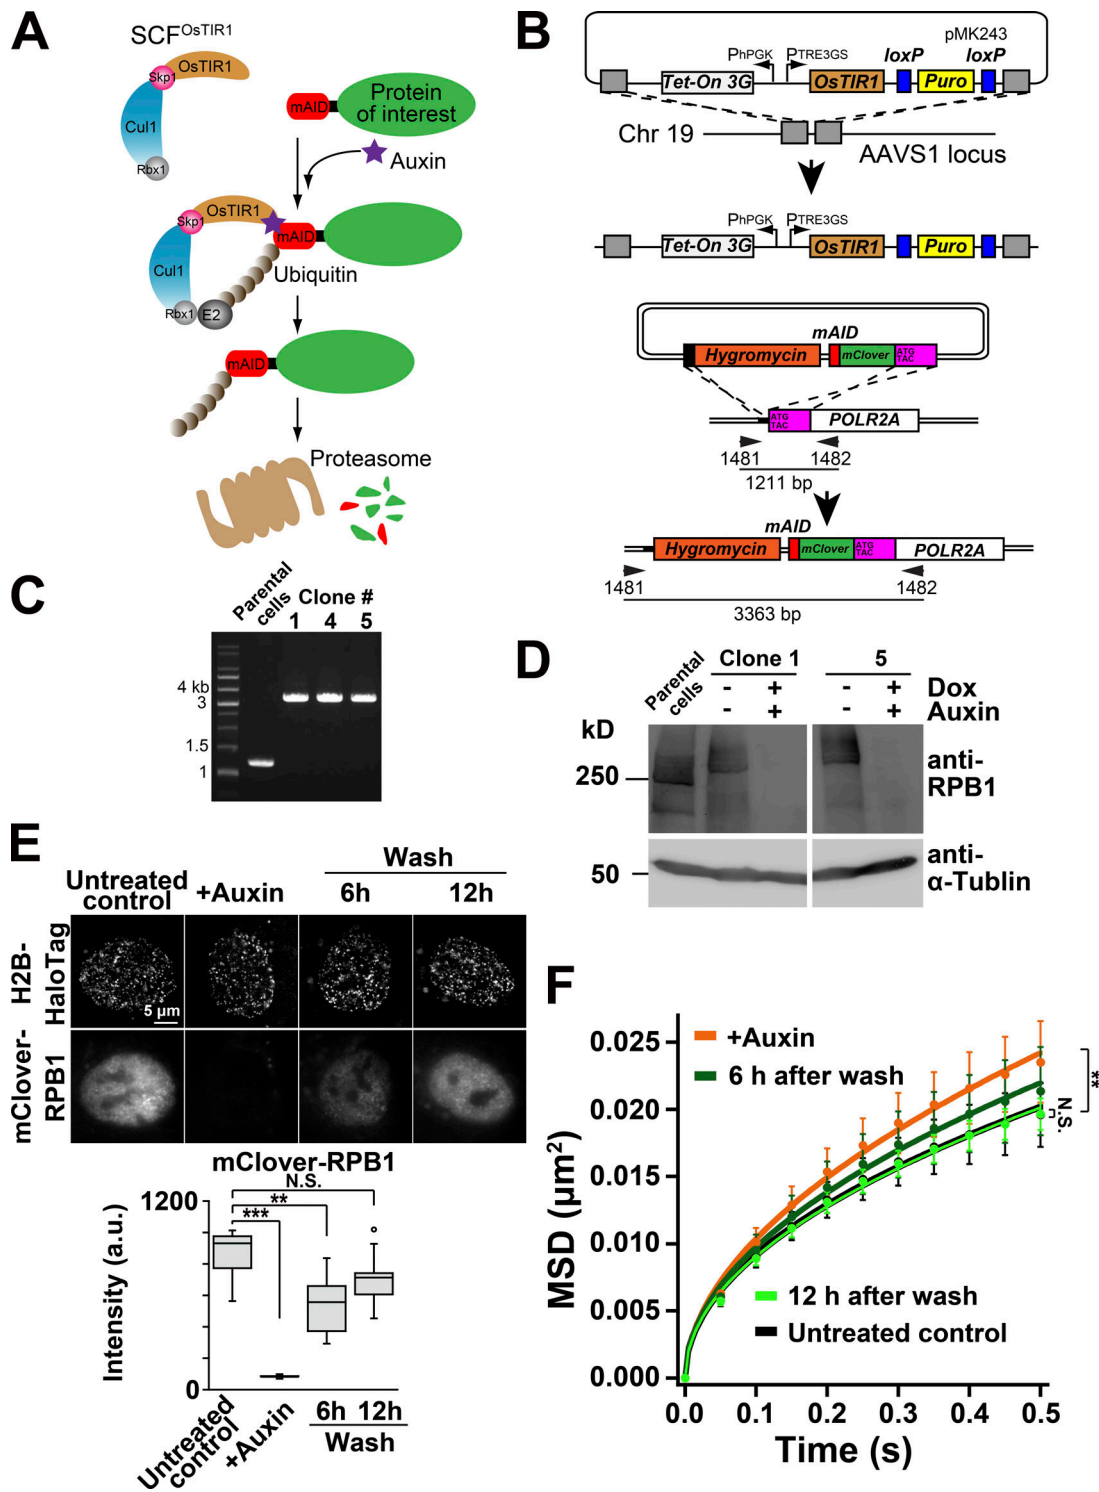 A
SCF^OsTIR1
OsTIR1
Skp1
Cul1
Rbx1
mAID
Protein
of interest
Auxin
OsTIR1
Skp1
mAID
Cul1
Ubiquitin
Rbx1
E2
mAID
Proteasome
B
pMK243
PhPGK
PTRE3GS
loxP
loxP
Tet-On 3G
OsTIR1
Puro
Chr 19
AAVS1 locus
PhPGK
PTRE3GS
Tet-On 3G
OsTIR1
Puro
mAID
Hygromycin
mClover
ATG
TAC
ATG
TAC
POLR2A
1481
1482
1211 bp
mAID
Hygromycin
mClover
ATG
TAC
POLR2A
1481
1482
3363 bp
C
Parental
cells
Clone #
1 4 5
4 kb
3
1.5
1
D
Parental
cells
Clone 1
5
- + - + Dox
- + - + Auxin
kD
250
anti-
RPB1
50
anti-
α-Tublin
E
Wash
Untreated
control
+Auxin
6h
12h
H2B-
HaloTag
5 µm
mClover-
RPB1
mClover-RPB1
N.S.
**
***
1200
0
Intensity (a.u.)
Untreated
control
+Auxin
6h
12h
Wash
F
0.025
0.020
0.015
0.010
0.005
0.000
MSD (µm²)
+Auxin
6 h after wash
12 h after wash
Untreated control
**
N.S.
0.0 0.1 0.2 0.3 0.4 0.5
Time (s)